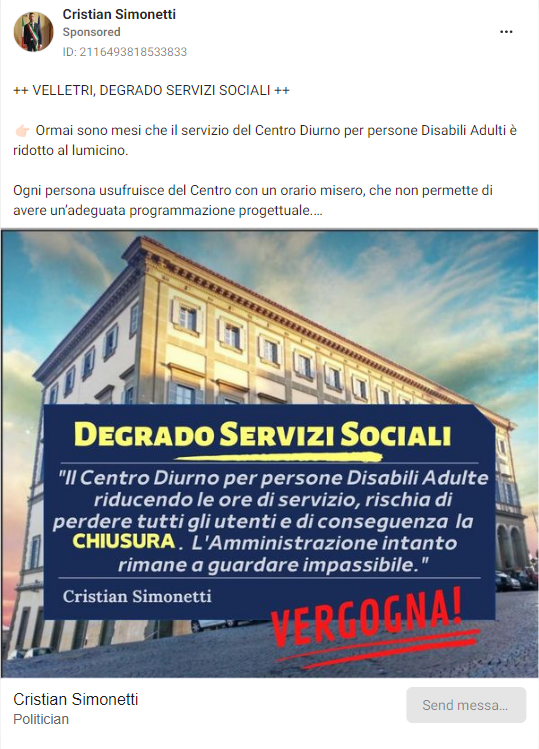 Cristian Simonetti
Sponsored
ID: 2116493818533833
++ VELLETRI, DEGRADO SERVIZI SOCIALI ++
👉🏻 Ormai sono mesi che il servizio del Centro Diurno per persone Disabili Adulti è
ridotto al lumicino.
Ogni persona usufruisce del Centro con un orario misero, che non permette di
avere un'adeguata programmazione progettuale....
DEGRADO SERVIZI SOCIALI
"Il Centro Diurno per persone Disabili Adulte
riducendo le ore di servizio, rischia di
perdere tutti gli utenti e di conseguenza la
CHIUSURA. L'Amministrazione intanto
rimane a guardare impassibile."
Cristian Simonetti
VERGOGNA!
Cristian Simonetti
Politician
Send messa...